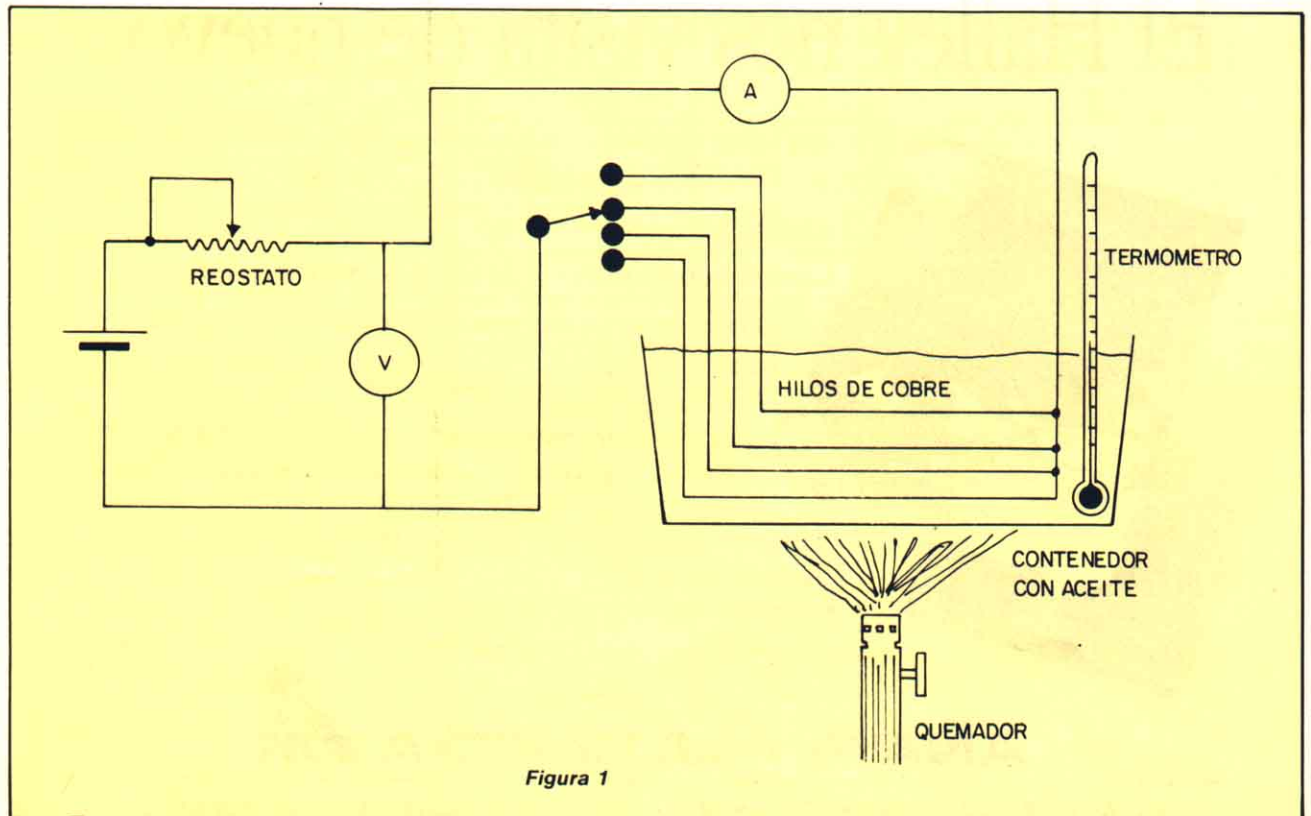 A
REOSTATO
V
TERMOMETRO
HILOS DE COBRE
CONTENEDOR
CON ACEITE
QUEMADOR
Figura 1